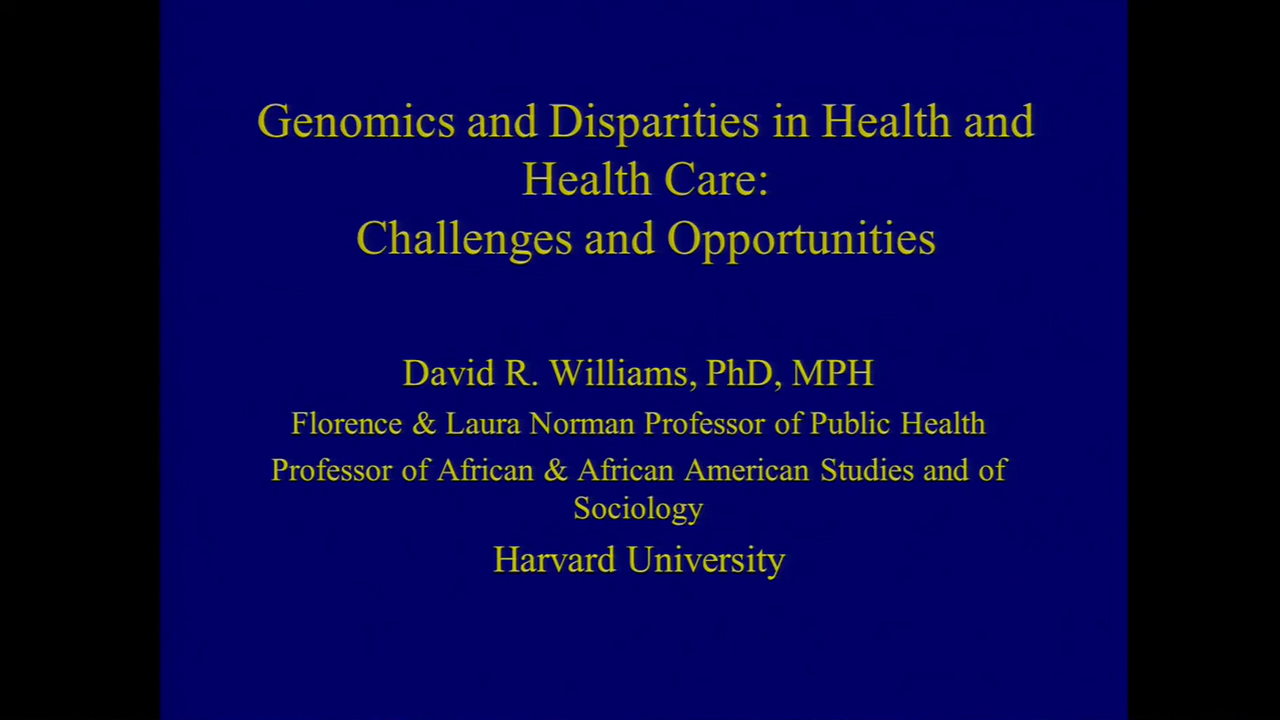 Genomics and Disparities in Health and
Health Care:
Challenges and Opportunities
David R. Williams, PhD, MPH
Florence & Laura Norman Professor of Public Health
Professor of African & African American Studies and of
Sociology
Harvard University